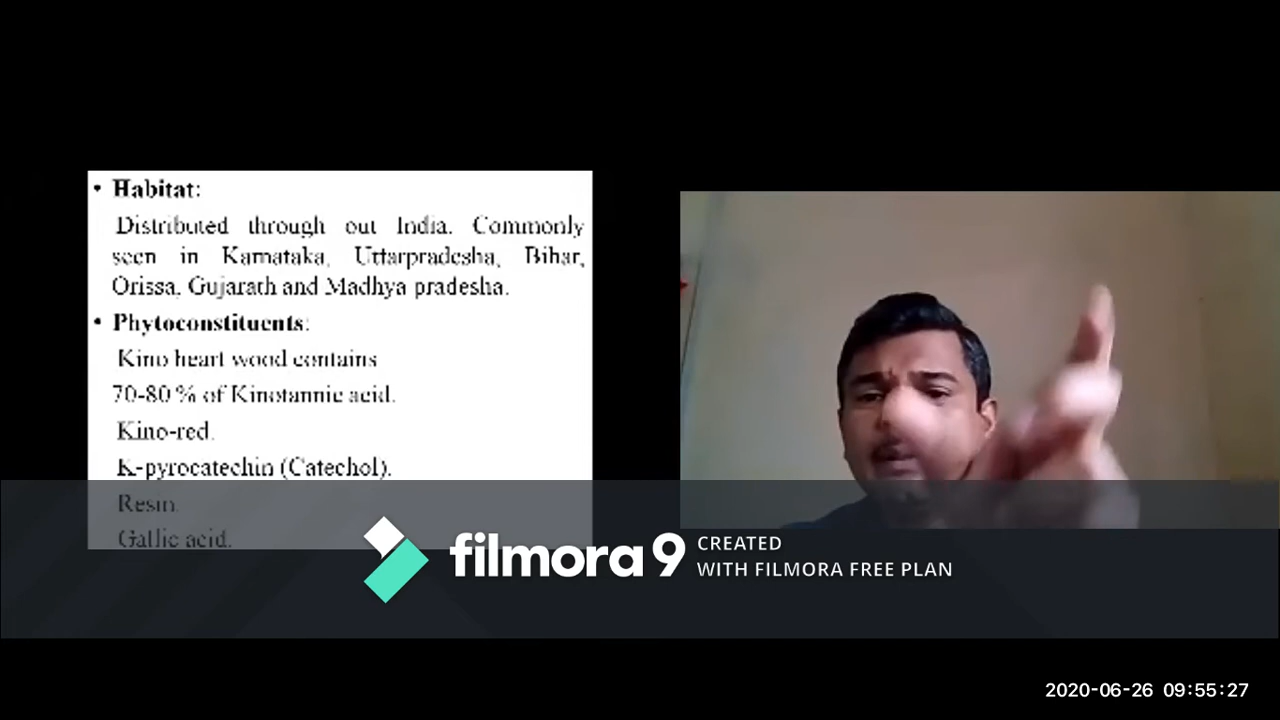 • Habitat:
Distributed through out India. Commonly
seen in Karnataka, Uttarpradesha, Bihar,
Orissa, Gujarath and Madhya pradesha.
• Phytoconstituents:
Kino heart wood contains
70-80 % of Kinotannic acid.
Kino-red.
K-pyrocatechin (Catechol).
Resin.
Gallic acid.
filmora 9
CREATED
WITH FILMORA FREE PLAN
2020-06-26 09:55:27